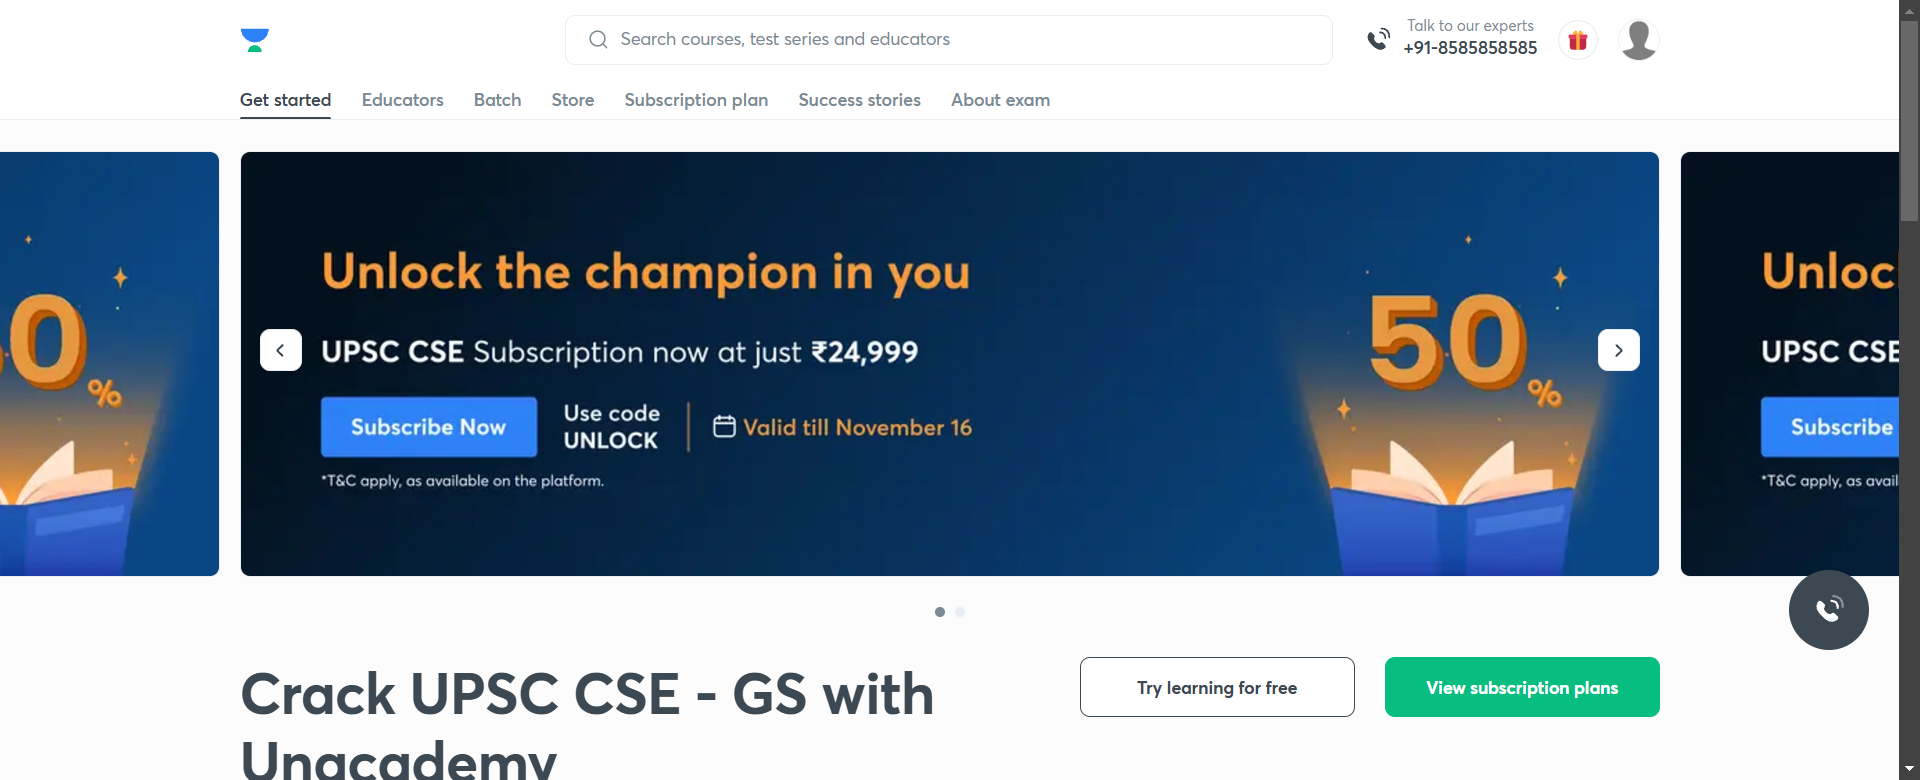 Search courses, test series and educators
Talk to our experts
+91-8585858585
Get started
Educators
Batch
Store
Subscription plan
Success stories
About exam
0
%
Unlock the champion in you
UPSC CSE Subscription now at just ₹24,999
Subscribe Now
Use code
UNLOCK
Valid till November 16
*T&C apply, as available on the platform.
50
%
Unloc
UPSC CSE
Subscribe
*T&C apply, as avail
Crack UPSC CSE - GS with
Unacademy
Try learning for free
View subscription plans